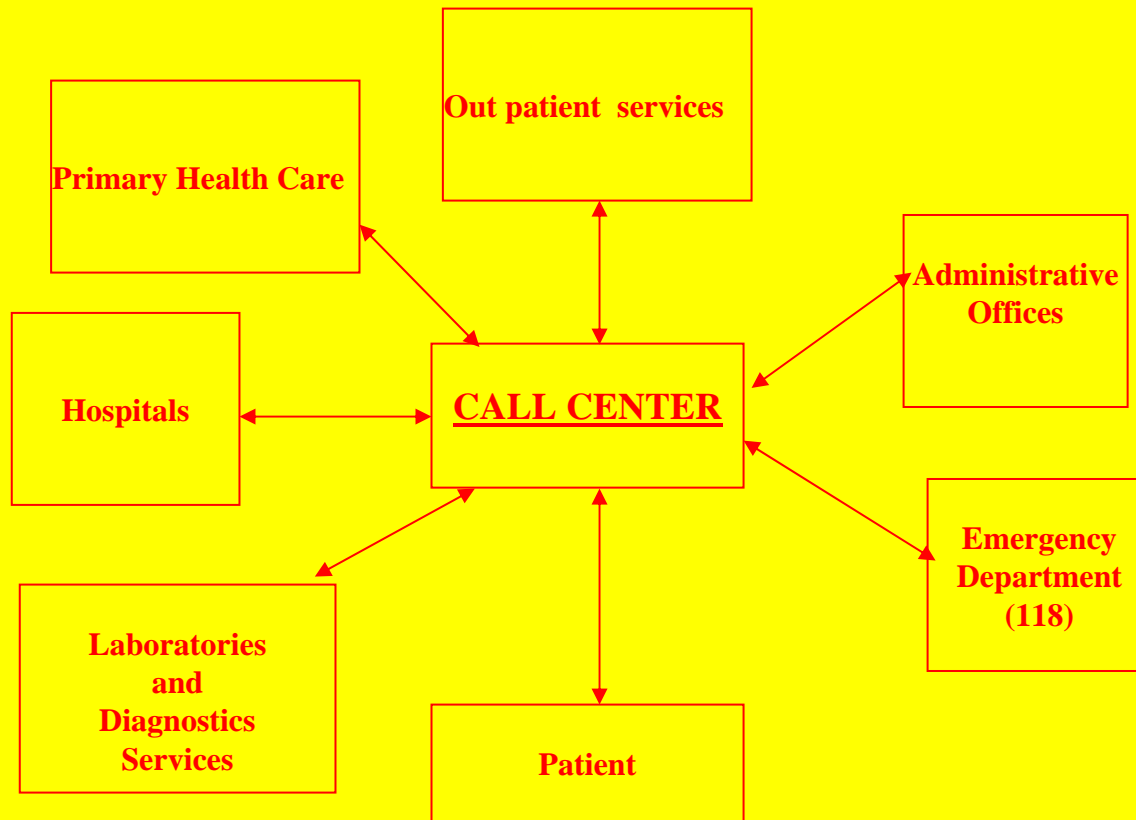 Out patient  services
Primary Health Care
Administrative
Offices
Hospitals
CALL CENTER
Emergency
Department
(118)
Laboratories
and
Diagnostics
Services
Patient